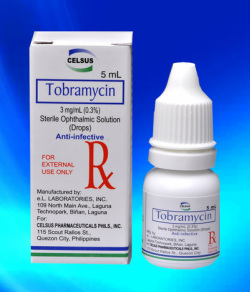 CELSUS
5 mL
Tobramycin
3 mg/mL (0.3%)
Sterile Ophthalmic Solution
(Drops)
Anti-infective
FOR
EXTERNAL
USE ONLY
Rx
Manufactured by:
e.L. LABORATORIES, INC.
109 North Main Ave., Laguna
Technopark, Biñan, Laguna
For:
CELSUS PHARMACEUTICALS PHILS, INC.
115 Scout Rallos St.,
Quezon City, Philippines
CELSUS
5 mL
Tobramycin
3 mg/mL (0.3%)
Sterile Ophthalmic Solution (Drops)
Anti-infective
Rx